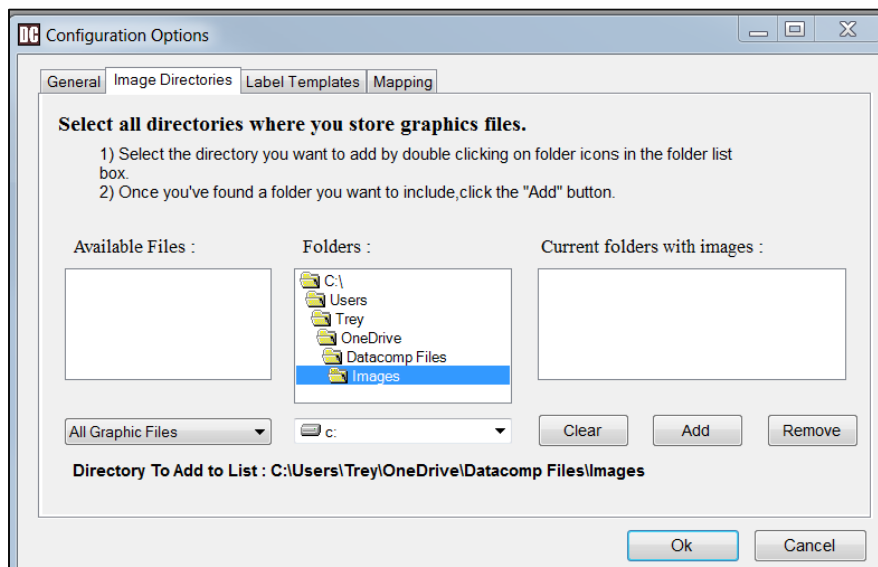 DC Configuration Options
General Image Directories Label Templates Mapping
Select all directories where you store graphics files.
1) Select the directory you want to add by double clicking on folder icons in the folder list
box.
2) Once you've found a folder you want to include,click the "Add" button.
Available Files : Folders : Current folders with images :
C:\
Users
Trey
OneDrive
Datacomp Files
Images
All Graphic Files c: Clear Add Remove
Directory To Add to List : C:\Users\Trey\OneDrive\Datacomp Files\Images
Ok Cancel